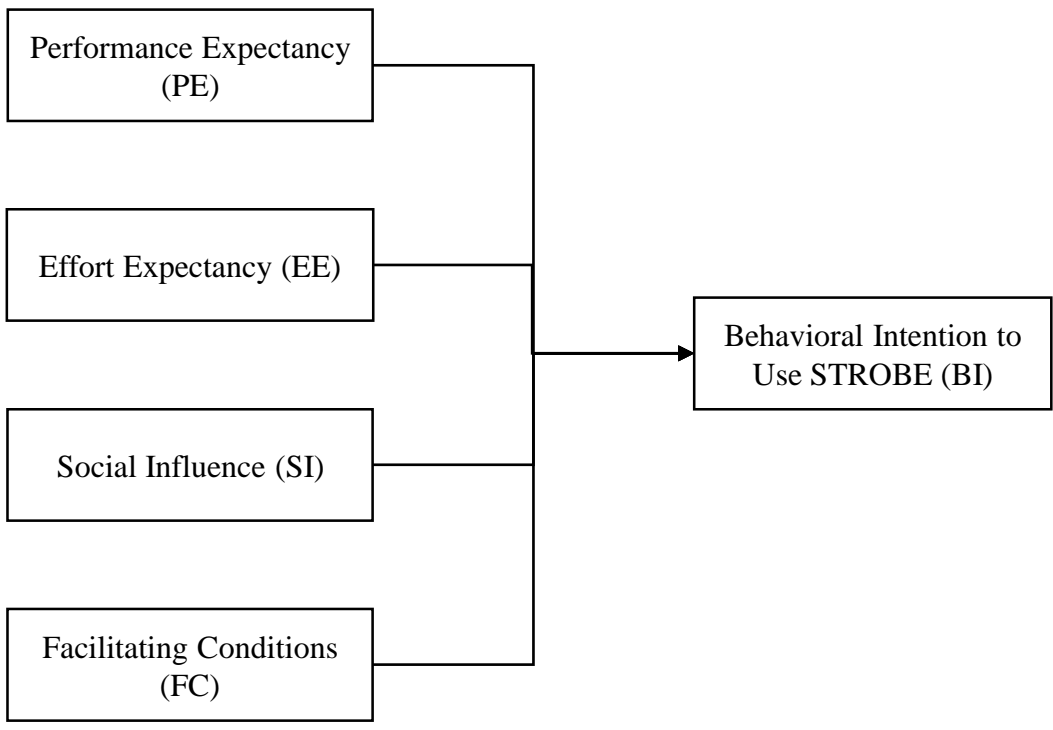 Performance Expectancy
(PE)
Effort Expectancy (EE)
Behavioral Intention to
Use STROBE (BI)
Social Influence (SI)
Facilitating Conditions
(FC)